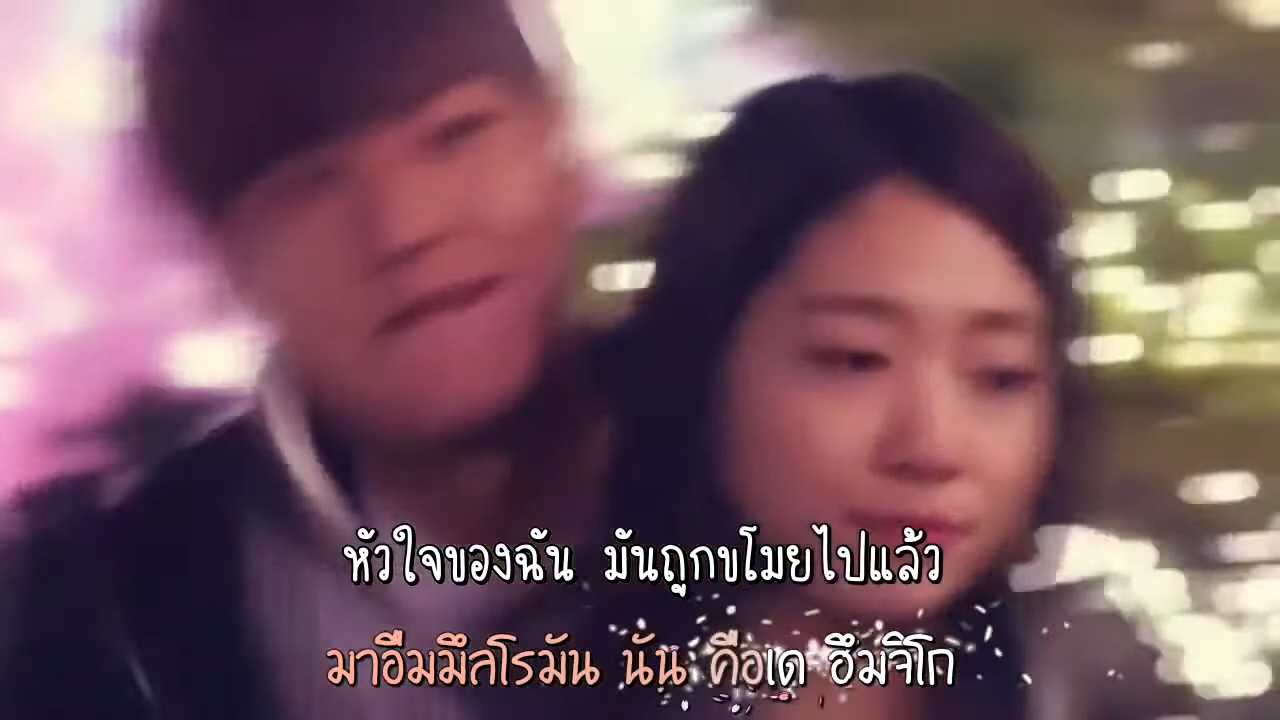 หัวใจของฉัน มันถูกขโมยไปแล้ว
มาอึมมึลโรมัน นัน คือเด ฮึมจิโก